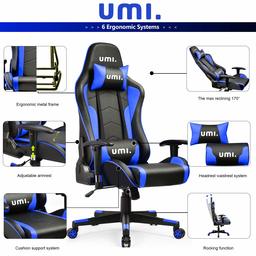 umi.
6 Ergonomic Systems
umi.
umi.
umi.
Ergonomic metal frame
The max reclining 170°
Adjustable armrest
Headrest waistrest system
Cushion support system
Rocking function